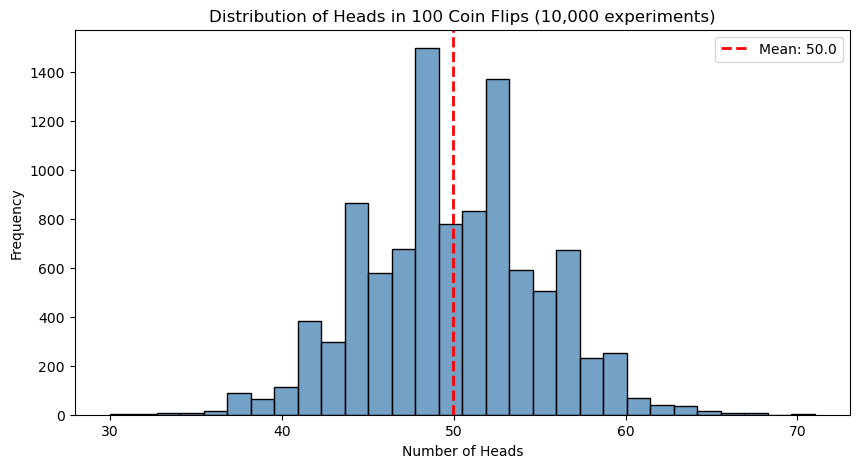 Distribution of Heads in 100 Coin Flips (10,000 experiments)
Mean: 50.0
Frequency
1400
1200
1000
800
600
400
200
0
30 40 50 60 70
Number of Heads